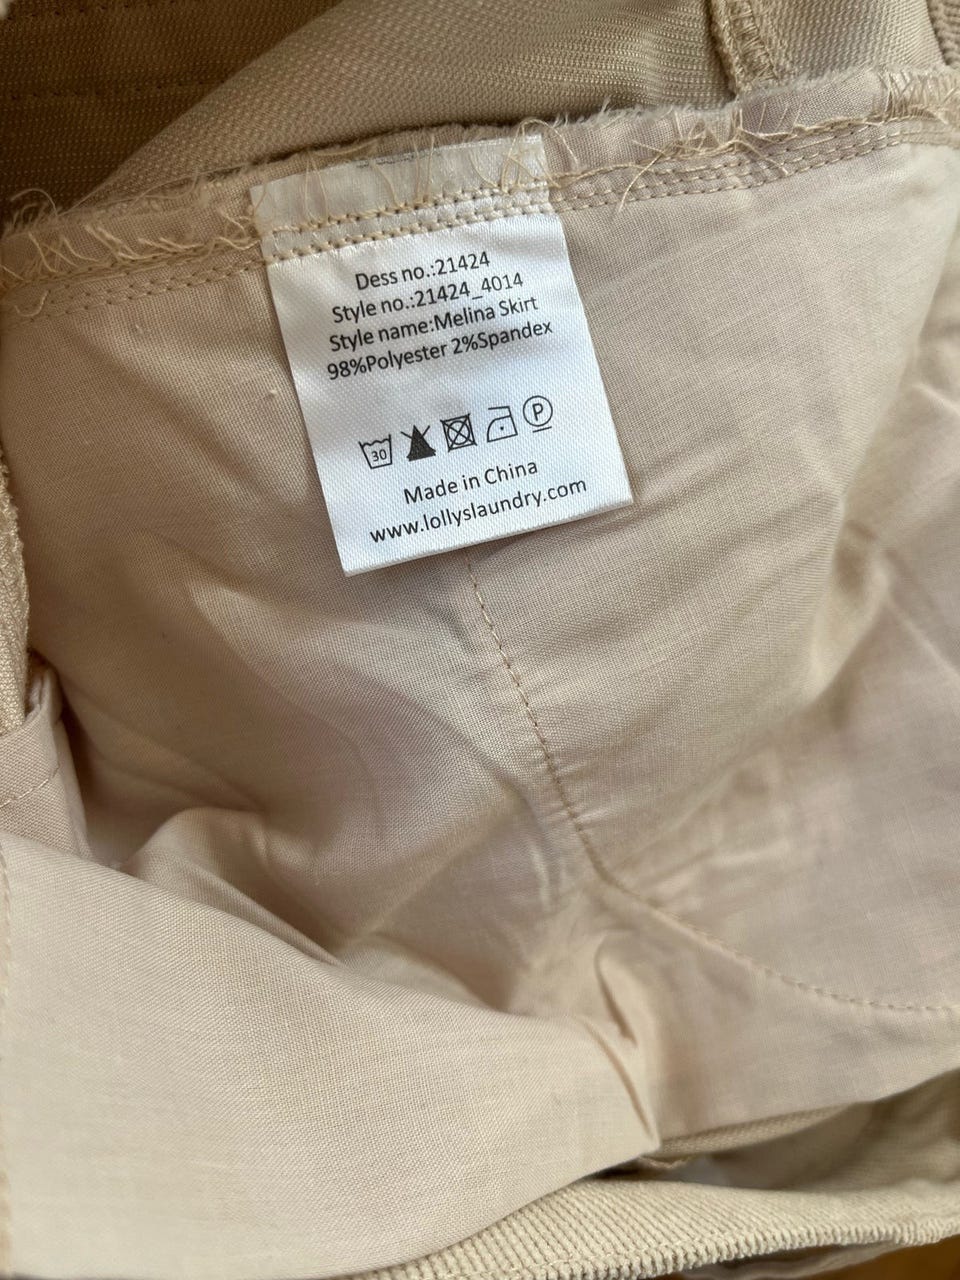 Dess no.:21424
Style no.:21424_4014
Style name:Melina Skirt
98%Polyester 2%Spandex
30 P
Made in China
www.lollyslaundry.com